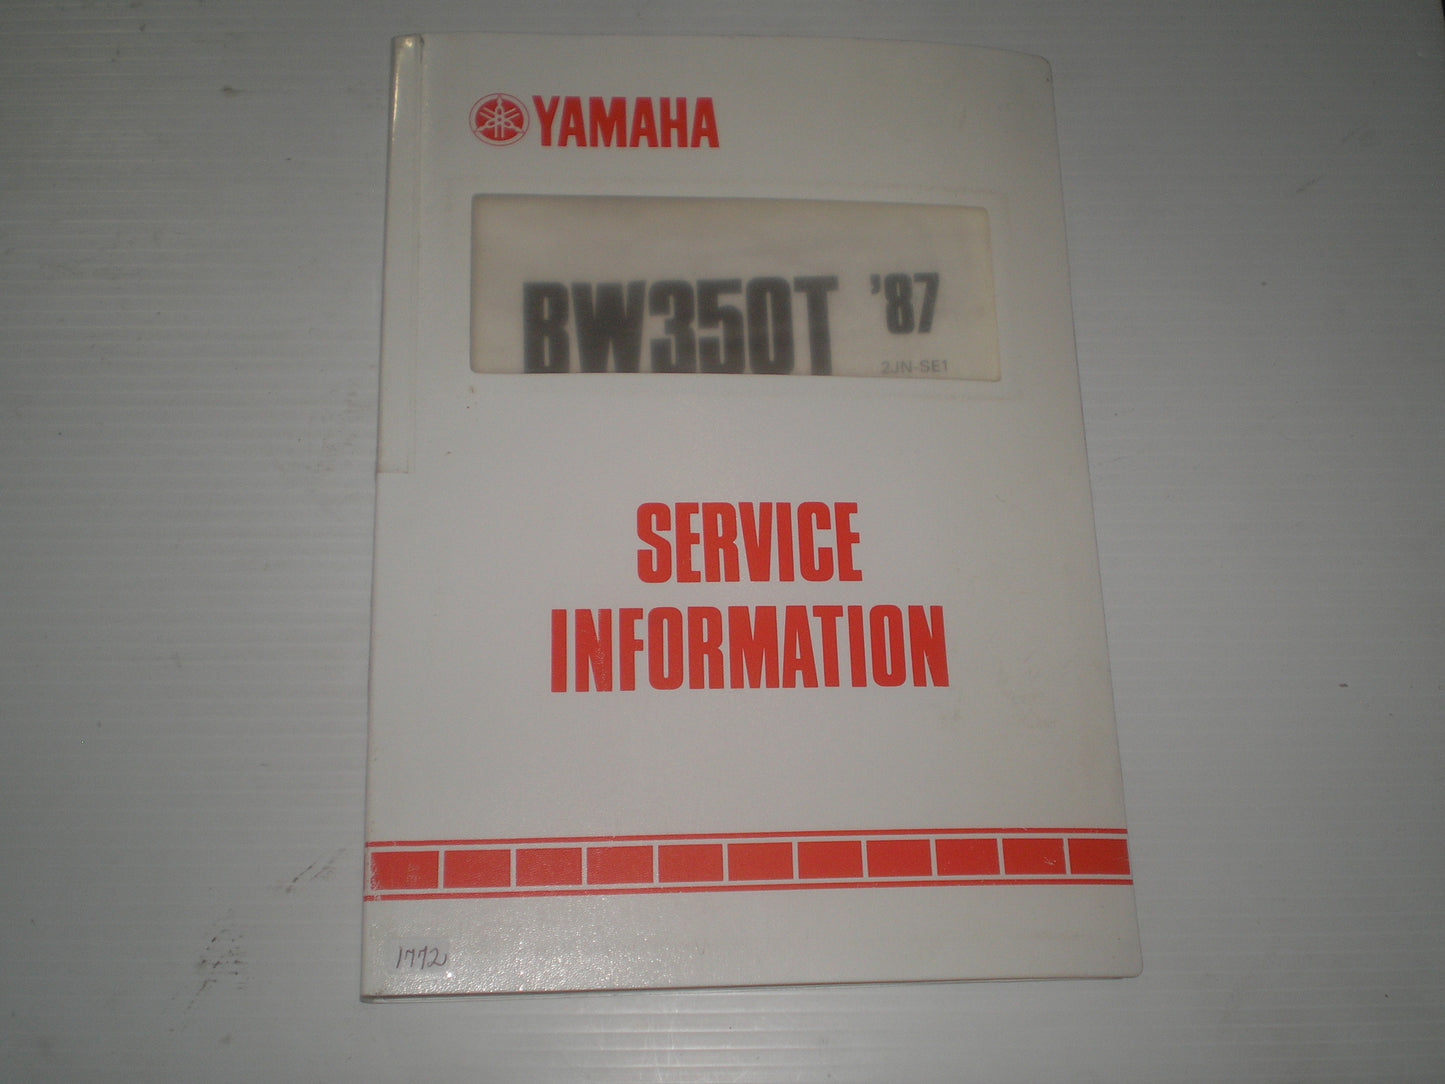 YAMAHA
BW350T '87
2JN-SE1
SERVICE
INFORMATION
1772